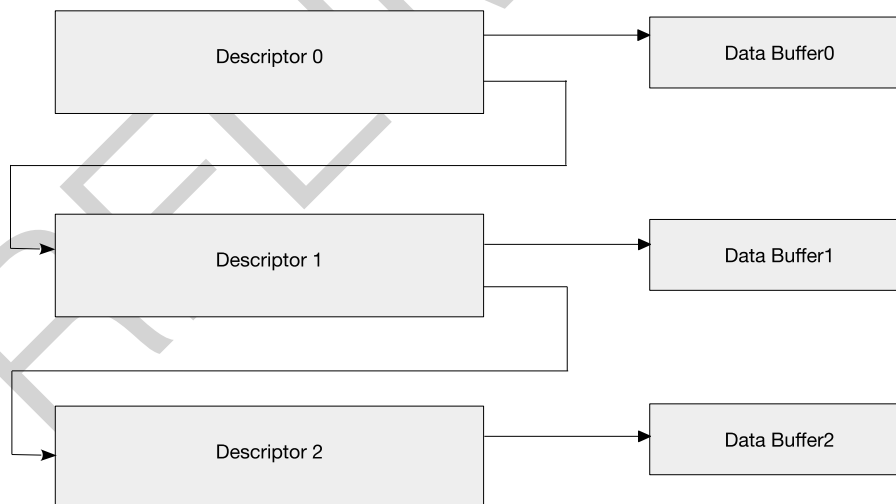 Descriptor 0
Data Buffer0
Descriptor 1
Data Buffer1
Descriptor 2
Data Buffer2